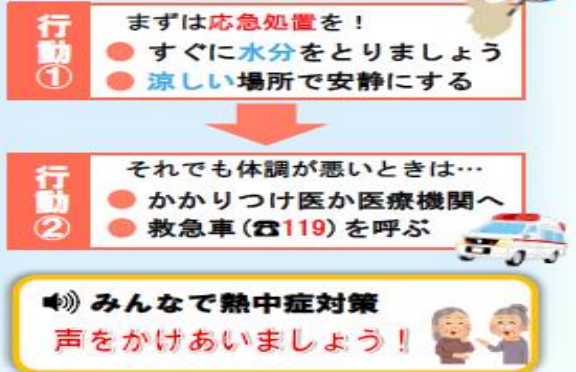 行動①
まずは応急処置を！
● すぐに水分をとりましょう
● 涼しい場所で安静にする
行動②
それでも体調が悪いときは…
● かかりつけ医か医療機関へ
● 救急車(☎119)を呼ぶ
みんなで熱中症対策
声をかけあいましょう！